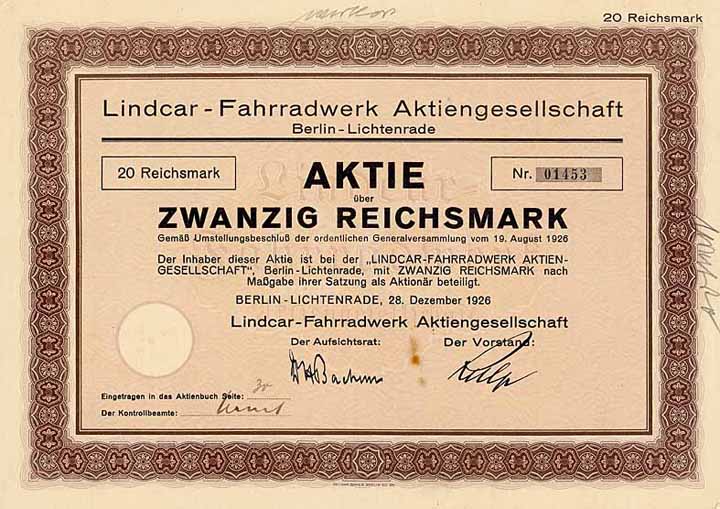 20 Reichsmark
Lindcar-Fahrradwerk Aktiengesellschaft
Berlin-Lichtenrade
20 Reichsmark
AKTIE
Nr. 01453
über
ZWANZIG REICHSMARK
Gemäß Umstellungsbeschluß der ordentlichen Generalversammlung vom 19. August 1926
Der Inhaber dieser Aktie ist bei der „LINDCAR-FAHRRADWERK AKTIEN-
GESELLSCHAFT“, Berlin-Lichtenrade, mit ZWANZIG REICHSMARK nach
Maßgabe ihrer Satzung als Aktionär beteiligt.
BERLIN-LICHTENRADE, 28. Dezember 1926
Lindcar-Fahrradwerk Aktiengesellschaft
Der Aufsichtsrat:
Der Vorstand:
Eingetragen in das Aktienbuch Seite: 30
Der Kontrollbeamte: